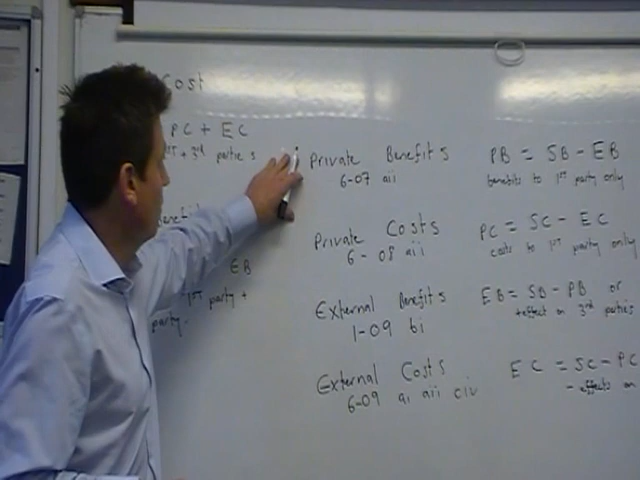 Cost
PC + EC
+ 3rd parties
EB
party +
party
Private Benefits
6-07 aii
Private Costs
6-08 aii
External Benefits
1-09 bi
External Costs
6-09 ai aii civ
PB = SB - EB
benefits to 1st party only
PC = SC - EC
costs to 1st party only
EB = SB - PB or
+effect on 3rd parties
EC = SC - PC
- effects on